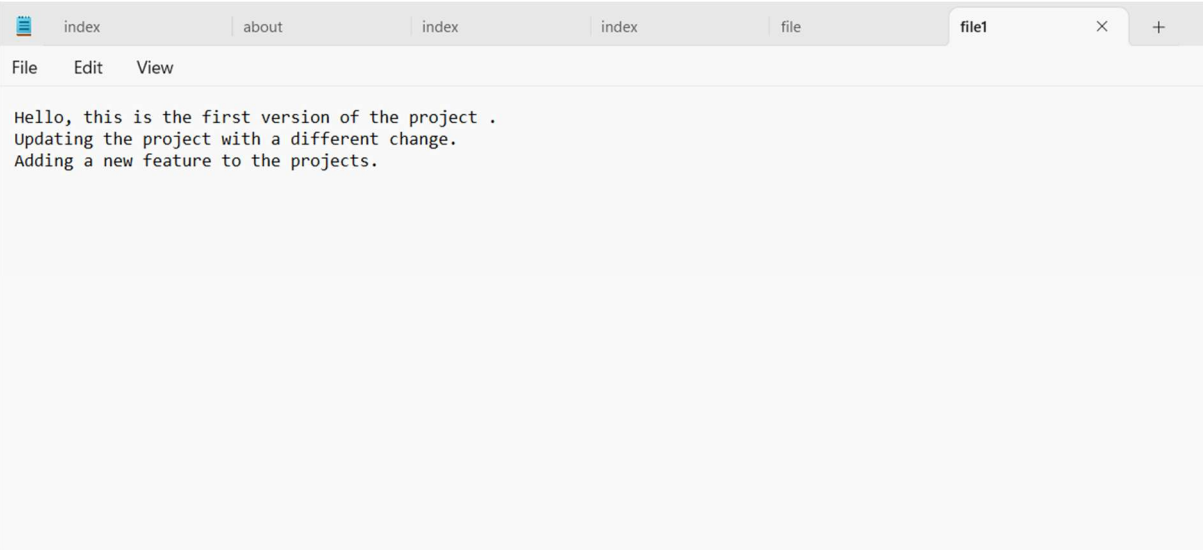 index about index index file file1
File Edit View
Hello, this is the first version of the project .
Updating the project with a different change.
Adding a new feature to the projects.